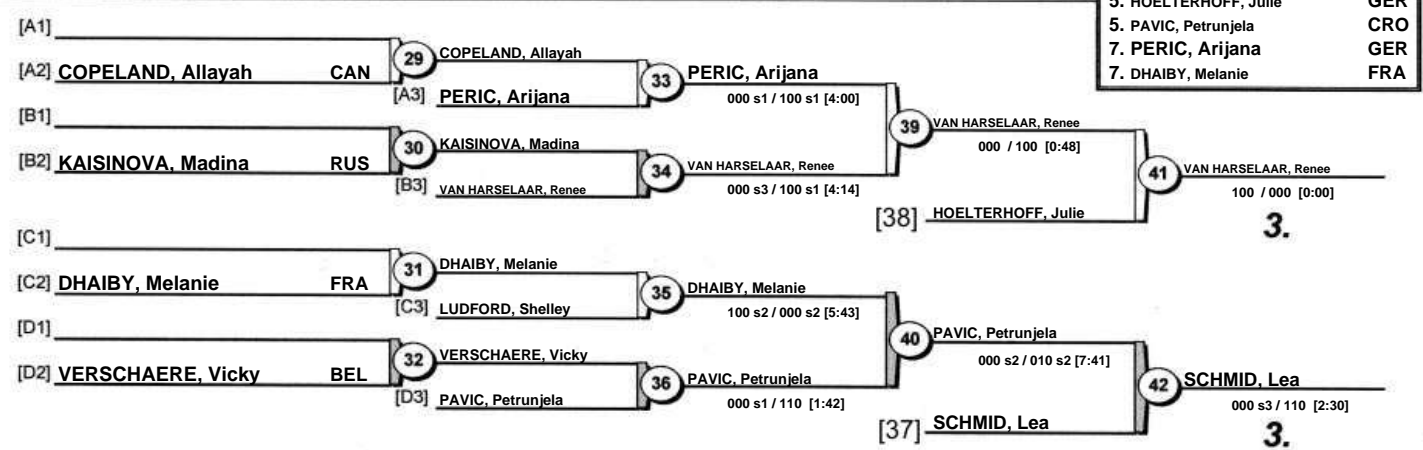 5. HOELTERHOFF, Julie GER
5. PAVIC, Petrunjela CRO
7. PERIC, Arijana GER
7. DHAIBY, Melanie FRA
[A1]
[A2] COPELAND, Allayah CAN
29
COPELAND, Allayah
[A3] PERIC, Arijana
33
PERIC, Arijana
000 s1 / 100 s1 [4:00]
[B1]
[B2] KAISINOVA, Madina RUS
30
KAISINOVA, Madina
[B3] VAN HARSELAAR, Renee
34
VAN HARSELAAR, Renee
000 s3 / 100 s1 [4:14]
39
VAN HARSELAAR, Renee
000 / 100 [0:48]
[38] HOELTERHOFF, Julie
41
VAN HARSELAAR, Renee
100 / 000 [0:00]
3.
[C1]
[C2] DHAIBY, Melanie FRA
31
DHAIBY, Melanie
[C3] LUDFORD, Shelley
35
DHAIBY, Melanie
100 s2 / 000 s2 [5:43]
[D1]
[D2] VERSCHAERE, Vicky BEL
32
VERSCHAERE, Vicky
[D3] PAVIC, Petrunjela
36
PAVIC, Petrunjela
000 s1 / 110 [1:42]
40
PAVIC, Petrunjela
000 s2 / 010 s2 [7:41]
[37] SCHMID, Lea
42
SCHMID, Lea
000 s3 / 110 [2:30]
3.